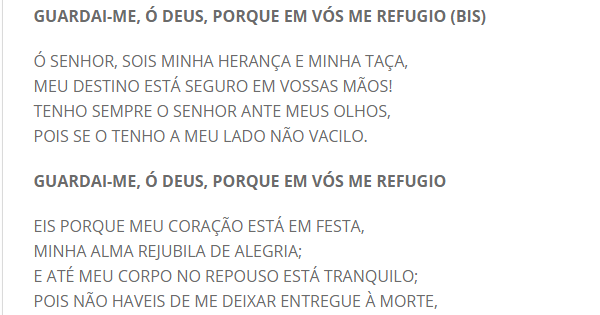 GUARDAI-ME, Ó DEUS, PORQUE EM VÓS ME REFUGIO (BIS)
Ó SENHOR, SOIS MINHA HERANÇA E MINHA TAÇA,
MEU DESTINO ESTÁ SEGURO EM VOSSAS MÃOS!
TENHO SEMPRE O SENHOR ANTE MEUS OLHOS,
POIS SE O TENHO A MEU LADO NÃO VACILO.
GUARDAI-ME, Ó DEUS, PORQUE EM VÓS ME REFUGIO
EIS PORQUE MEU CORAÇÃO ESTÁ EM FESTA,
MINHA ALMA REJUBILA DE ALEGRIA;
E ATÉ MEU CORPO NO REPOUSO ESTÁ TRANQUILO;
POIS NÃO HAVEIS DE ME DEIXAR ENTREGUE À MORTE,